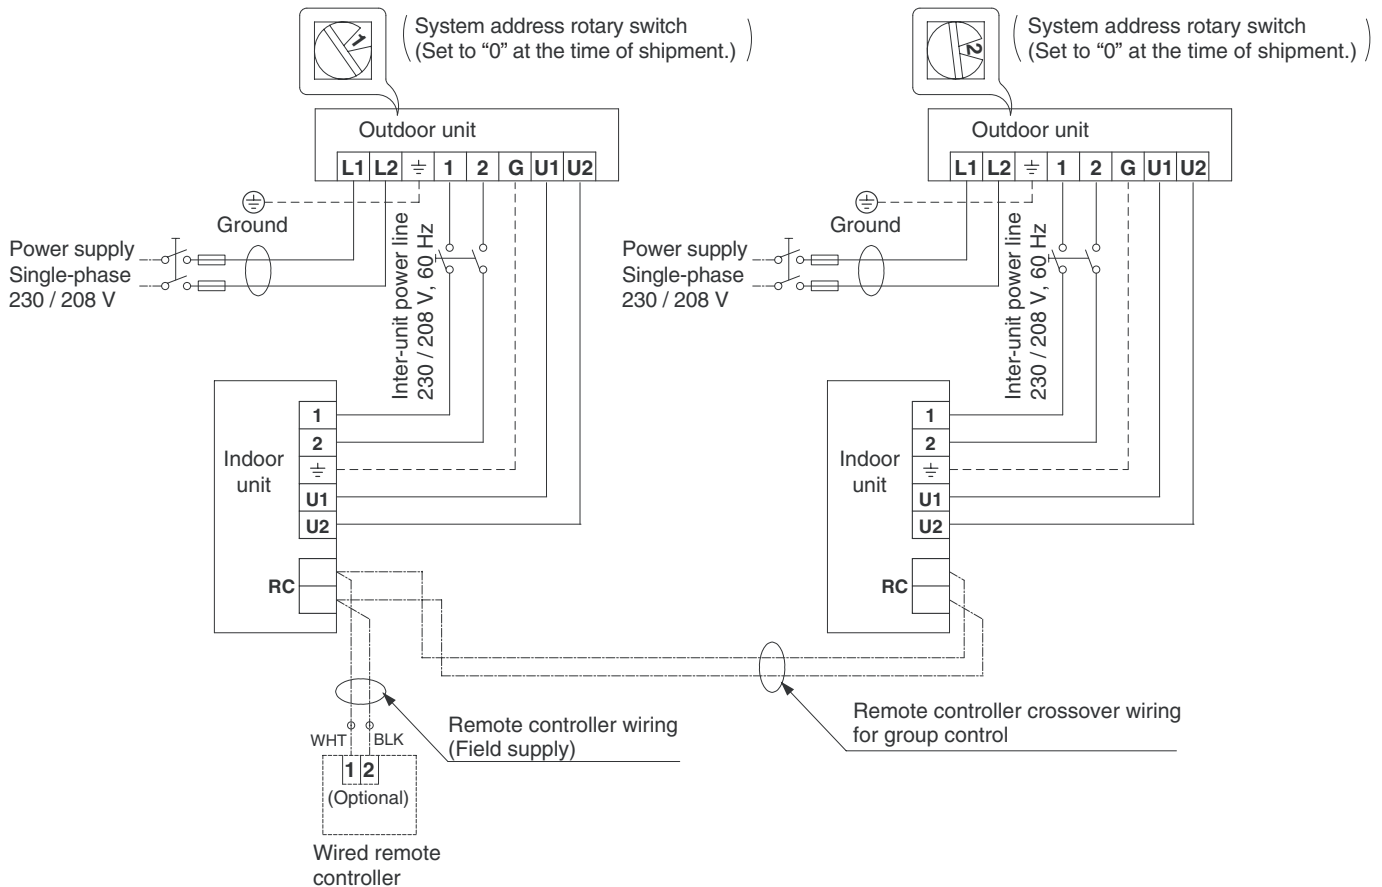 1
( System address rotary switch
(Set to “0” at the time of shipment.) )
2
( System address rotary switch
(Set to “0” at the time of shipment.) )
Outdoor unit
L1 L2 ⏚ 1 2 G U1 U2
Outdoor unit
L1 L2 ⏚ 1 2 G U1 U2
Ground
Power supply
Single-phase
230 / 208 V
Inter-unit power line
230 / 208 V, 60 Hz
Ground
Power supply
Single-phase
230 / 208 V
Inter-unit power line
230 / 208 V, 60 Hz
Indoor
unit
1
2
⏚
U1
U2
RC
Indoor
unit
1
2
⏚
U1
U2
RC
Remote controller wiring
(Field supply)
Remote controller crossover wiring
for group control
WHT BLK
1 2
(Optional)
Wired remote
controller